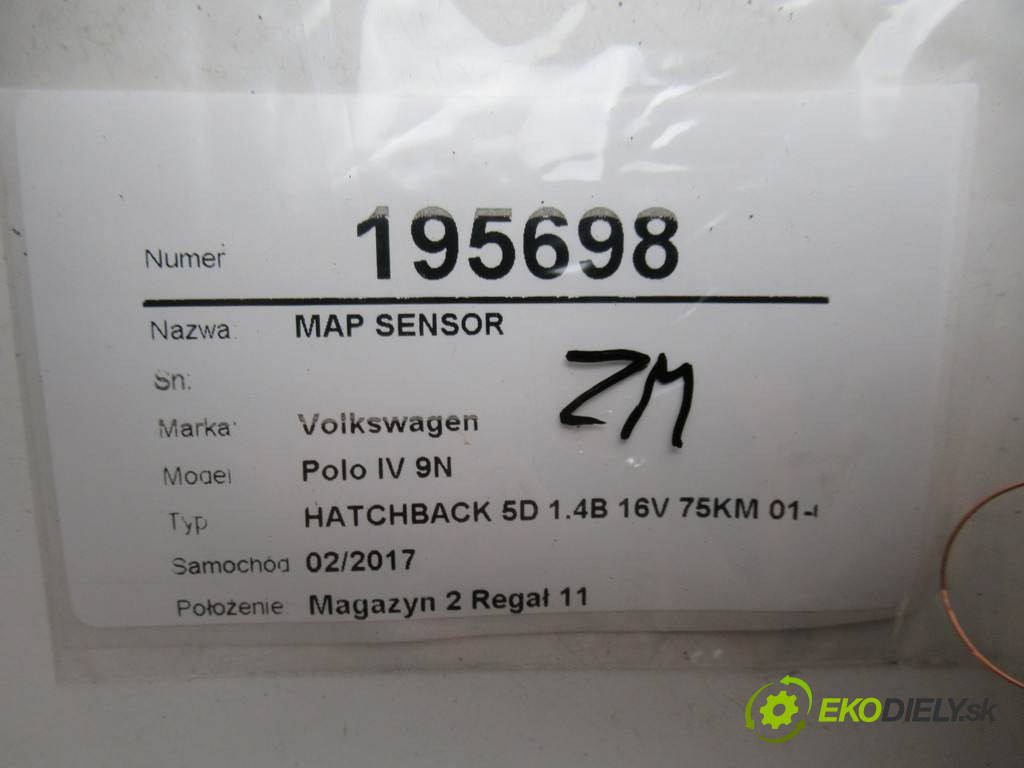 Numer 195698
Nazwa: MAP SENSOR
Sn:
ZM
Marka: Volkswagen
Model Polo IV 9N
Typ HATCHBACK 5D 1.4B 16V 75KM 01-
Samochód 02/2017
Położenie: Magazyn 2 Regał 11
EKODIELY.sk